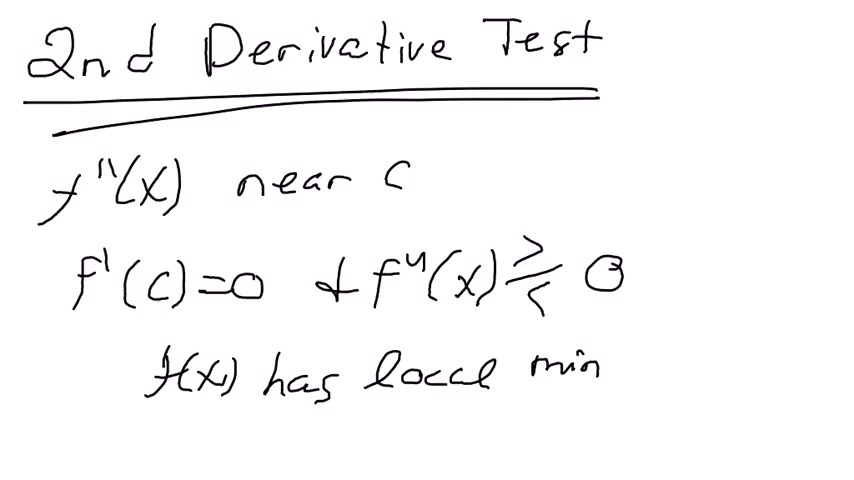 2nd Derivative Test
f"(x) near c
f'(c)=0 & f"(x) ≷ 0
f(x) has local min